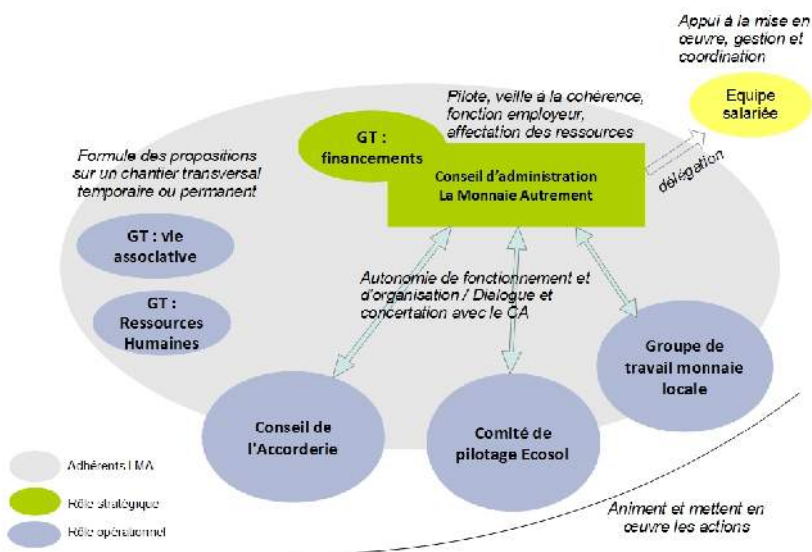 Appui à la mise en
œuvre, gestion et
coordination
Equipe
salariée
Pilote, veille à la cohérence,
fonction employeur,
affectation des ressources
GT :
financements
Conseil d'administration
La Monnaie Autrement
délégation
Formule des propositions
sur un chantier transversal
temporaire ou permanent
GT : vie
associative
GT :
Ressources
Humaines
Autonomie de fonctionnement et
d'organisation / Dialogue et
concertation avec le CA
Groupe de
travail monnaie
locale
Conseil de
l'Accorderie
Comité de
pilotage Ecosol
Adhérents LMA
Rôle stratégique
Rôle opérationnel
Animent et mettent en
œuvre les actions